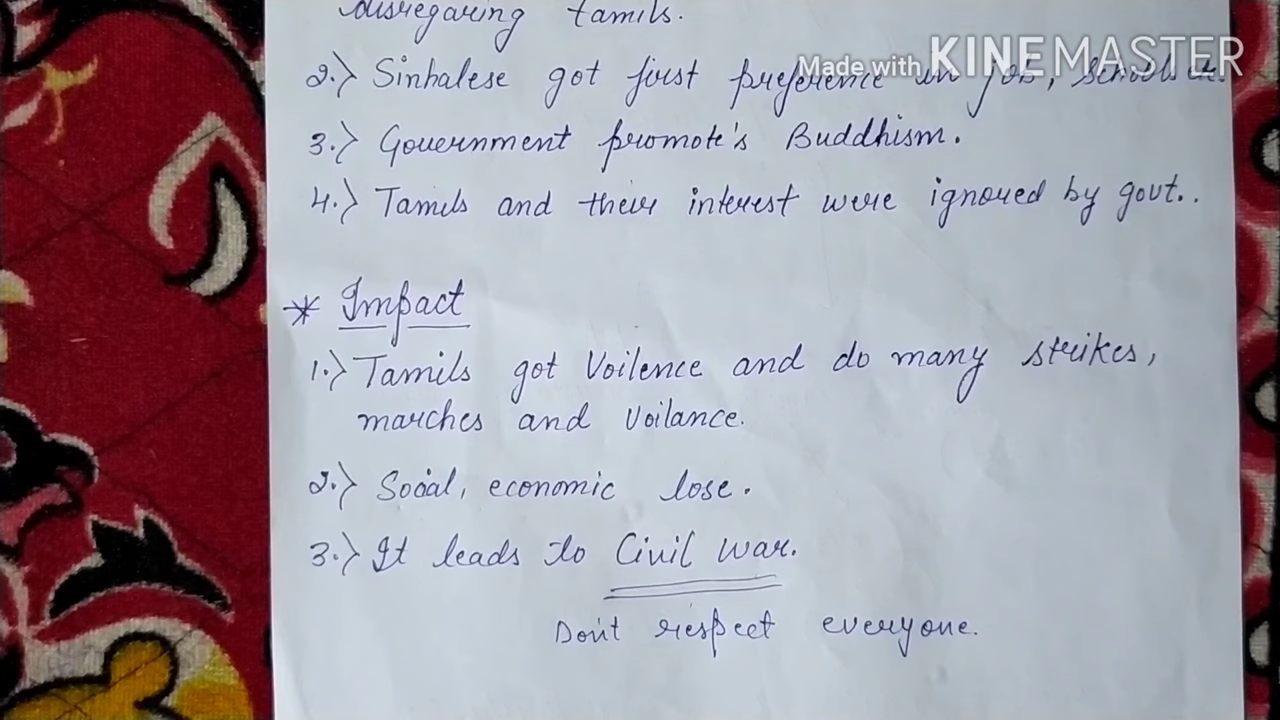 disregaring tamils.
Made with KINEMASTER
2.) Sinhalese got first preference in job, school etc.
3.) Government promote's Buddhism.
4.) Tamils and their interest were ignored by govt..
* Impact
1.) Tamils got Voilence and do many strikes,
marches and Voilance.
2.) Social, economic lose.
3.) It leads to Civil war.
Don't respect everyone.